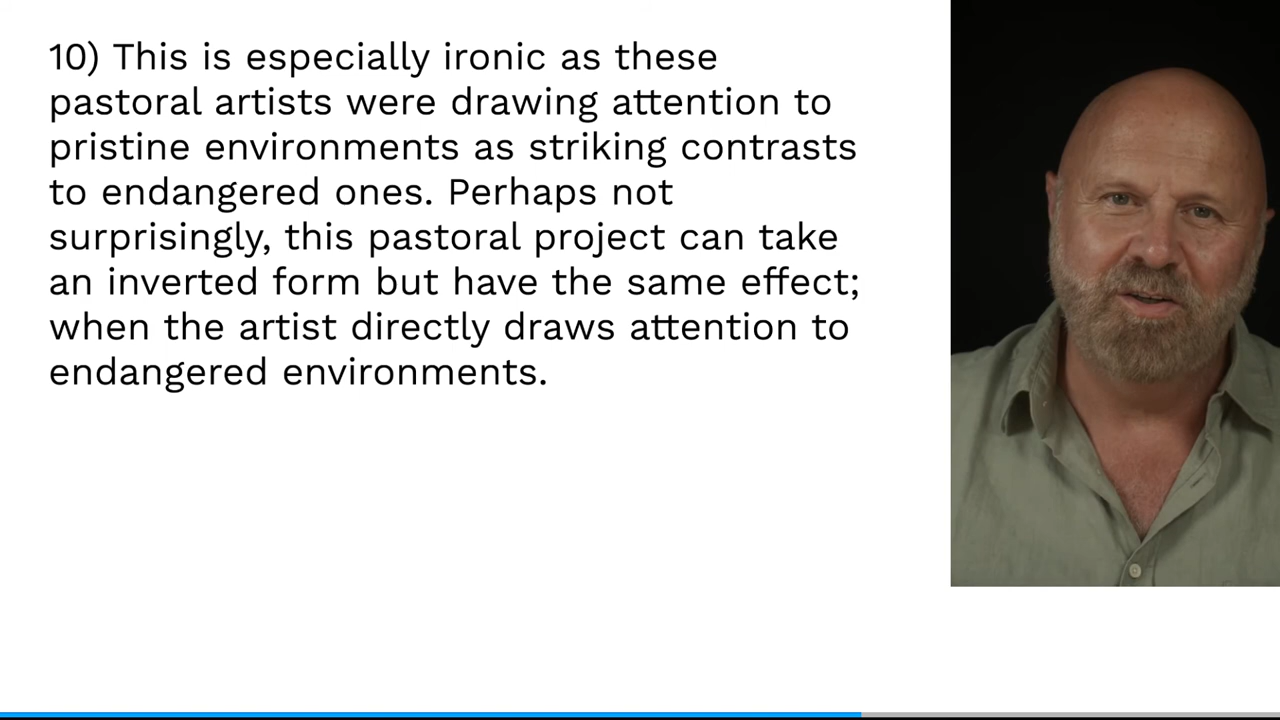 10) This is especially ironic as these
pastoral artists were drawing attention to
pristine environments as striking contrasts
to endangered ones. Perhaps not
surprisingly, this pastoral project can take
an inverted form but have the same effect;
when the artist directly draws attention to
endangered environments.